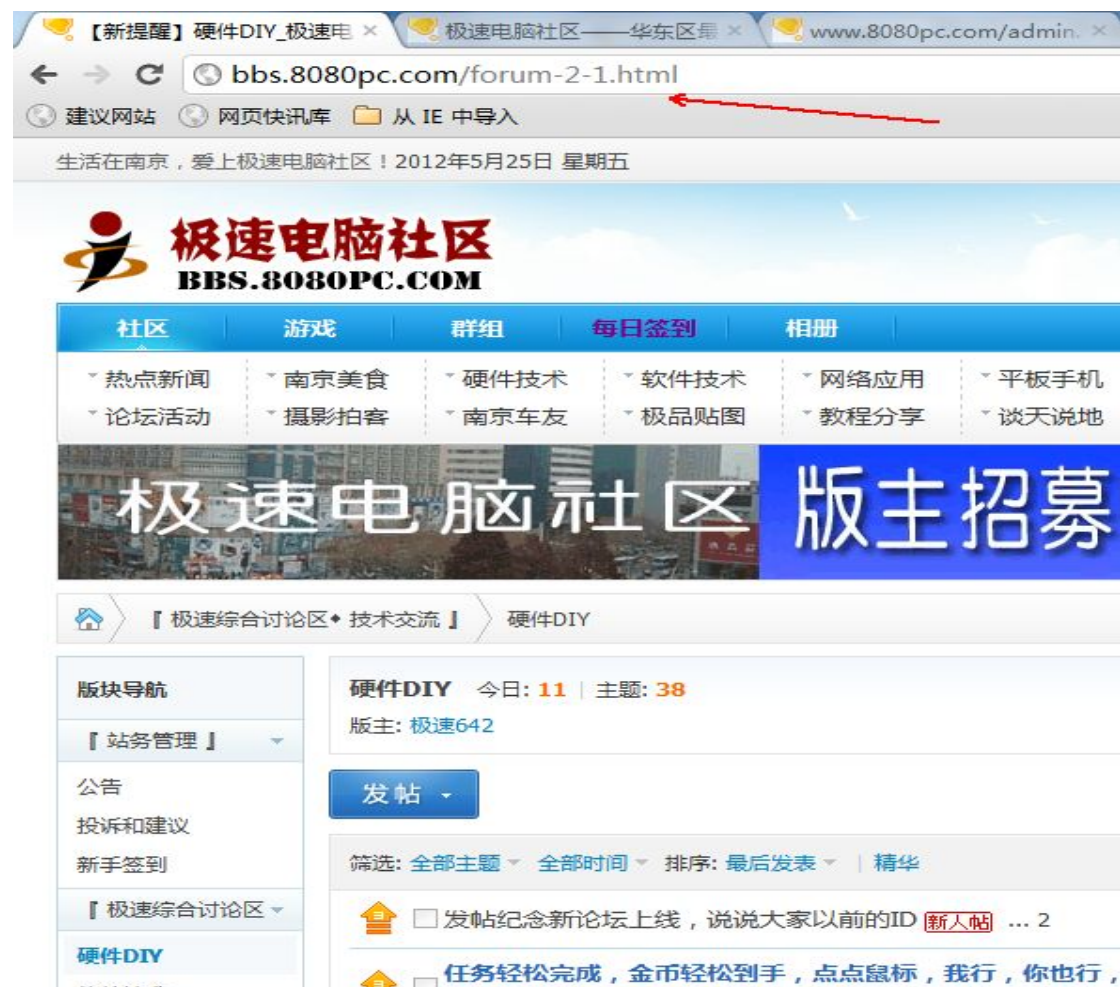 【新提醒】硬件DIY_极速电 极速电脑社区——华东区最 www.8080pc.com/admin.
bbs.8080pc.com/forum-2-1.html
建议网站 网页快讯库 从 IE 中导入
生活在南京，爱上极速电脑社区！2012年5月25日 星期五
极速电脑社区
BBS.8080PC.COM
社区 游戏 群组 每日签到 相册
热点新闻 南京美食 硬件技术 软件技术 网络应用 平板手机
论坛活动 摄影拍客 南京车友 极品贴图 教程分享 谈天说地
极速电脑社区 版主招募
『 极速综合讨论区◆ 技术交流 』 硬件DIY
版块导航
『 站务管理 』
公告
投诉和建议
新手签到
『 极速综合讨论区
硬件DIY
硬件DIY 今日: 11 | 主题: 38
版主: 极速642
发帖
筛选: 全部主题 全部时间 排序: 最后发表 | 精华
发帖纪念新论坛上线，说说大家以前的ID 新人帖 ... 2
任务轻松完成，金币轻松到手，点点鼠标，我行，你也行，